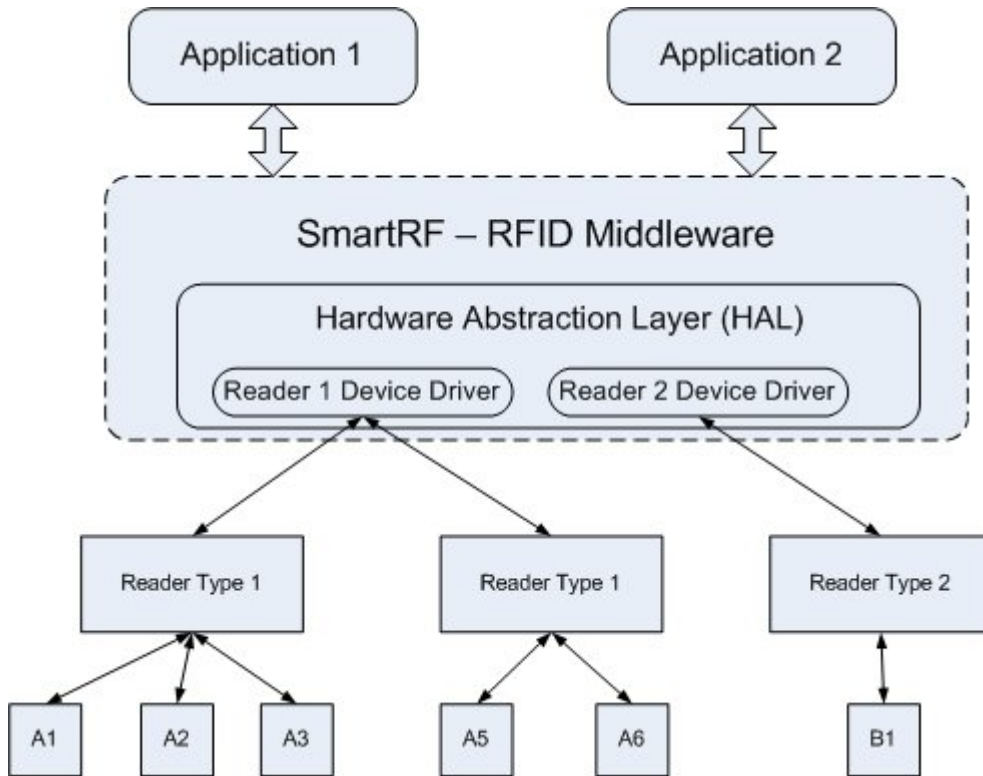 Application 1
Application 2
SmartRF – RFID Middleware
Hardware Abstraction Layer (HAL)
Reader 1 Device Driver
Reader 2 Device Driver
Reader Type 1
Reader Type 1
Reader Type 2
A1
A2
A3
A5
A6
B1